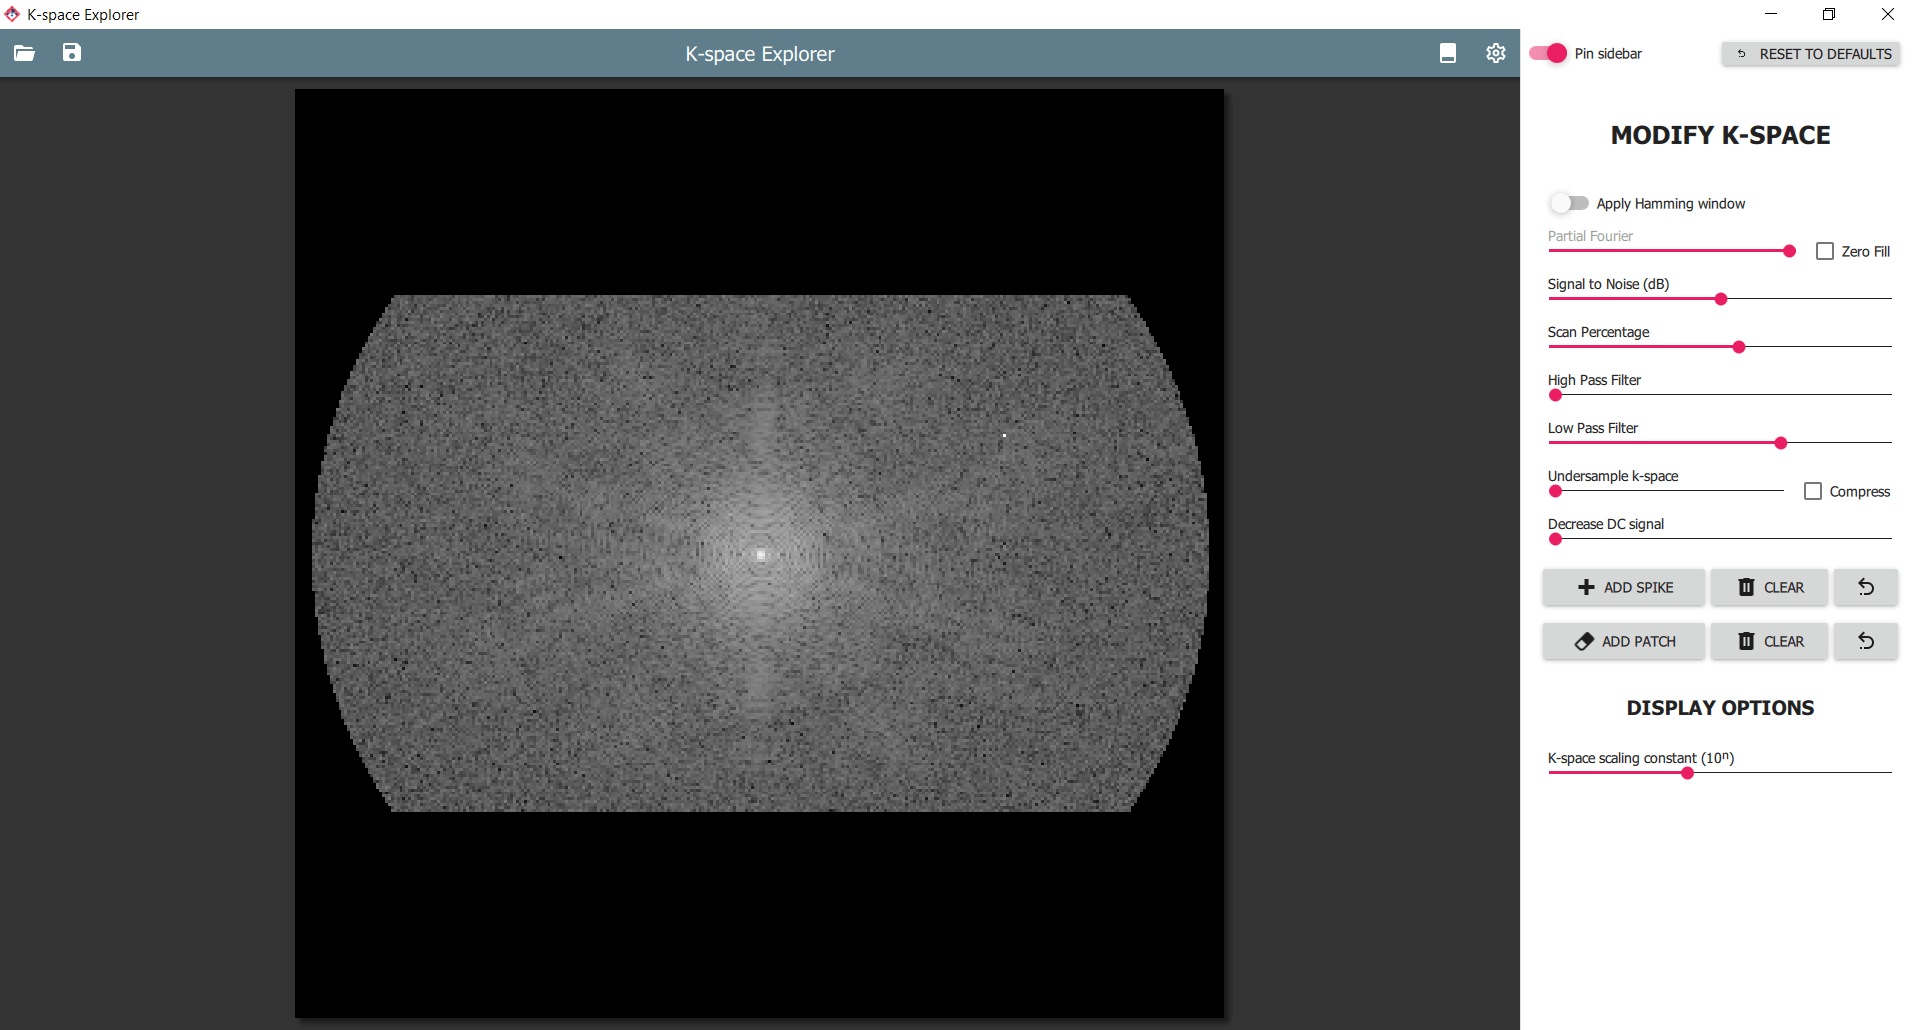 K-space Explorer
K-space Explorer
Pin sidebar
RESET TO DEFAULTS
MODIFY K-SPACE
Apply Hamming window
Partial Fourier
Zero Fill
Signal to Noise (dB)
Scan Percentage
High Pass Filter
Low Pass Filter
Undersample k-space
Compress
Decrease DC signal
ADD SPIKE
CLEAR
ADD PATCH
CLEAR
DISPLAY OPTIONS
K-space scaling constant (10ⁿ)